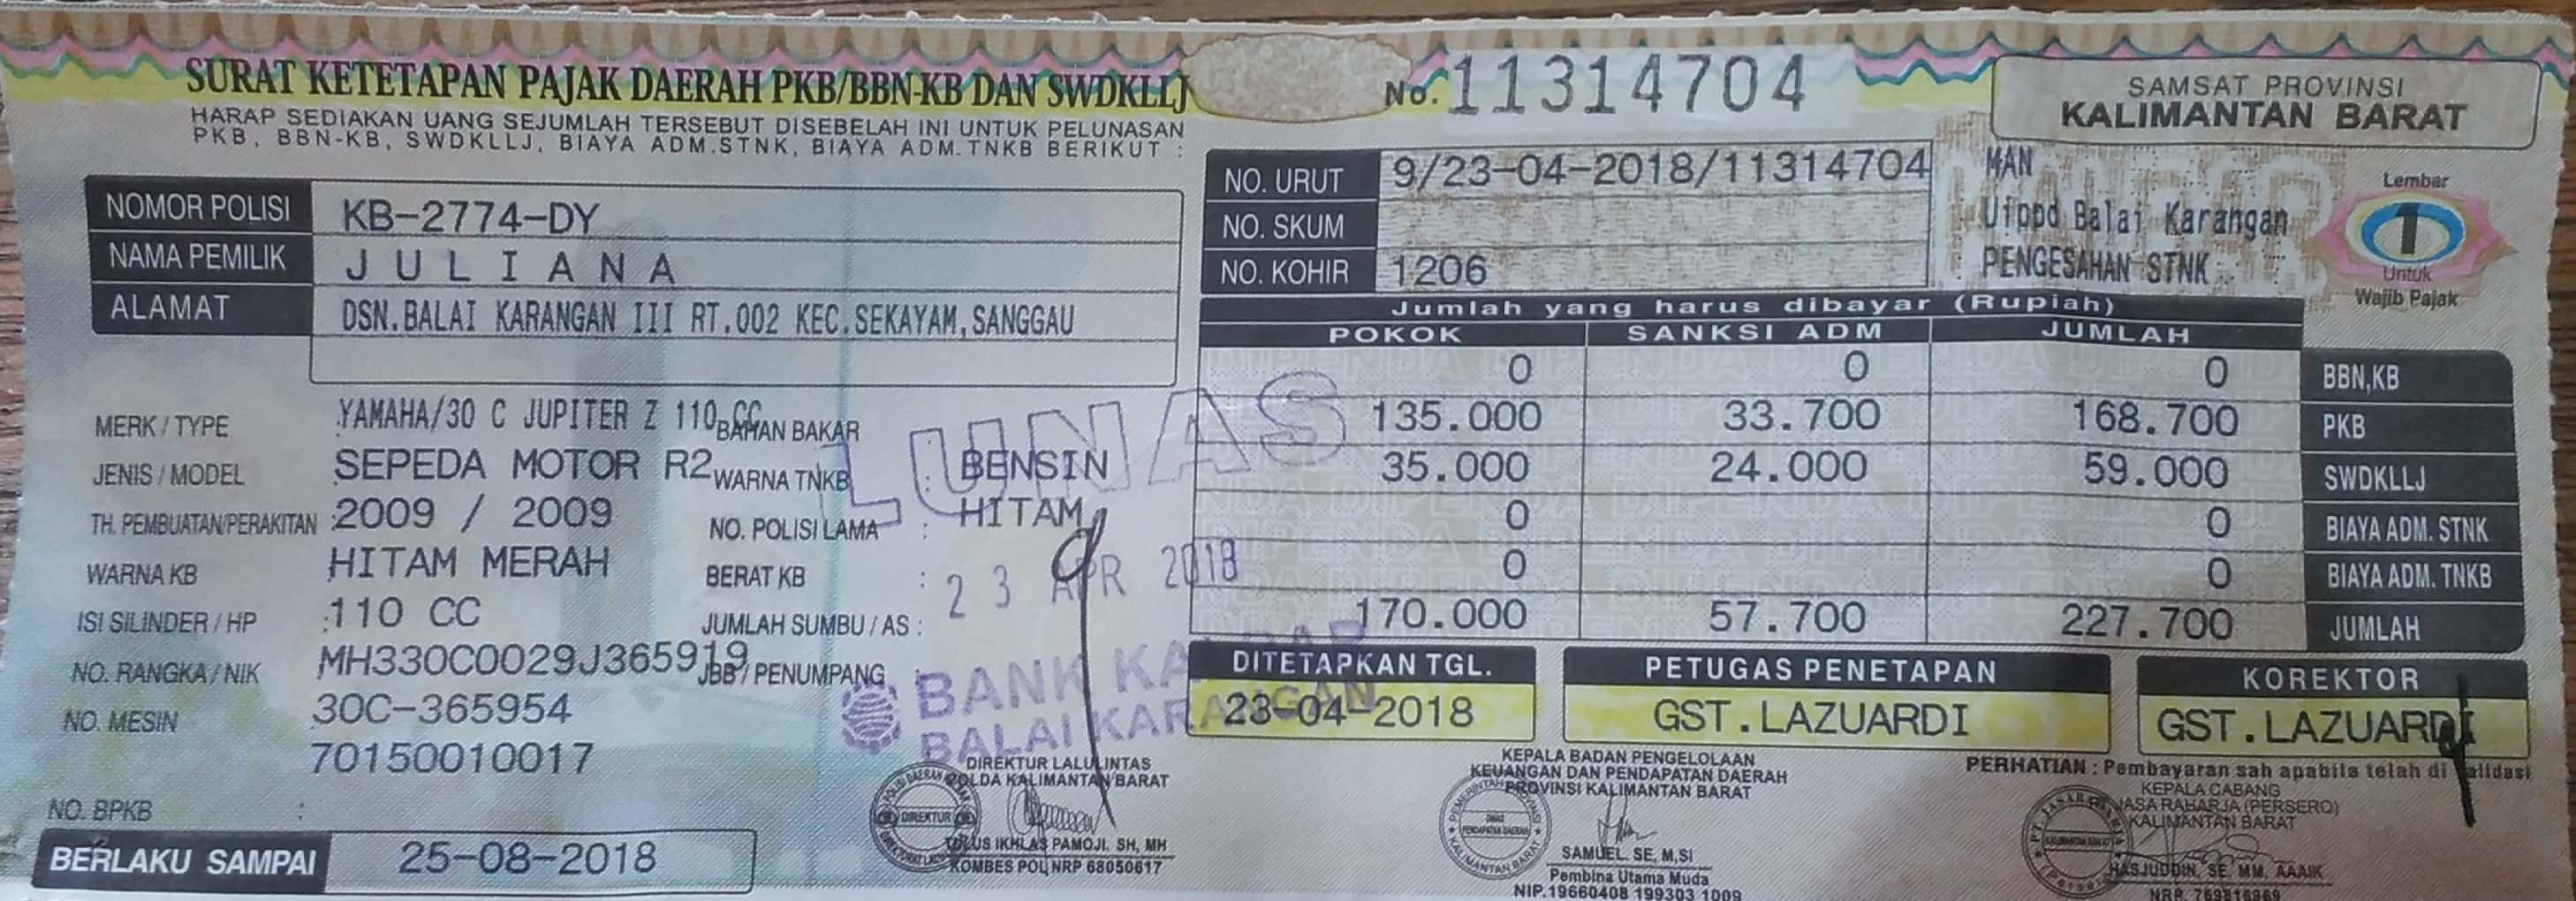 SURAT KETETAPAN PAJAK DAERAH PKB/BBN-KB DAN SWDKLLJ
HARAP SEDIAKAN UANG SEJUMLAH TERSEBUT DISEBELAH INI UNTUK PELUNASAN
PKB, BBN-KB, SWDKLLJ, BIAYA ADM.STNK, BIAYA ADM.TNKB BERIKUT :
No. 11314704
SAMSAT PROVINSI
KALIMANTAN BARAT
NOMOR POLISI KB-2774-DY
NAMA PEMILIK J U L I A N A
ALAMAT DSN.BALAI KARANGAN III RT.002 KEC.SEKAYAM,SANGGAU
NO. URUT 9/23-04-2018/11314704
NO. SKUM
NO. KOHIR 1206
MAN
Uippd Balai Karangan
PENGESAHAN STNK
Lembar
1
Untuk
Wajib Pajak
MERK / TYPE : YAMAHA/30 C JUPITER Z 110 CC
JENIS / MODEL : SEPEDA MOTOR R2
TH. PEMBUATAN/PERAKITAN : 2009 / 2009
WARNA KB HITAM MERAH
ISI SILINDER / HP : 110 CC
NO. RANGKA / NIK MH330C0029J365919
NO. MESIN 30C-365954
70150010017
NO. BPKB :
BERLAKU SAMPAI 25-08-2018
BAHAN BAKAR
WARNA TNKB : BENSIN
NO. POLISI LAMA : HITAM
BERAT KB :
JUMLAH SUMBU / AS :
JBB / PENUMPANG :
LUNAS
23 APR 2018
BANK
BALAI KARANGAN
Jumlah yang harus dibayar (Rupiah)
POKOK SANKSI ADM JUMLAH
0 0 0 BBN,KB
135.000 33.700 168.700 PKB
35.000 24.000 59.000 SWDKLLJ
0 0 BIAYA ADM. STNK
0 0 BIAYA ADM. TNKB
170.000 57.700 227.700 JUMLAH
DITETAPKAN TGL. PETUGAS PENETAPAN KOREKTOR
23-04-2018 GST.LAZUARDI GST.LAZUARDI
PERHATIAN : Pembayaran sah apabila telah di validasi
DIREKTUR LALULINTAS
POLDA KALIMANTAN BARAT
DIREKTUR
IKHLAS PAMOJI. SH, MH
KOMBES POL NRP 68050617
KEPALA BADAN PENGELOLAAN
KEUANGAN DAN PENDAPATAN DAERAH
PROVINSI KALIMANTAN BARAT
SAMUEL. SE, M,Si
Pembina Utama Muda
NIP.19660408 199303 1009
KEPALA CABANG
JASA RAHARJA (PERSERO)
KALIMANTAN BARAT
HASJUDDIN, SE, MM, AAAIK
NRP.